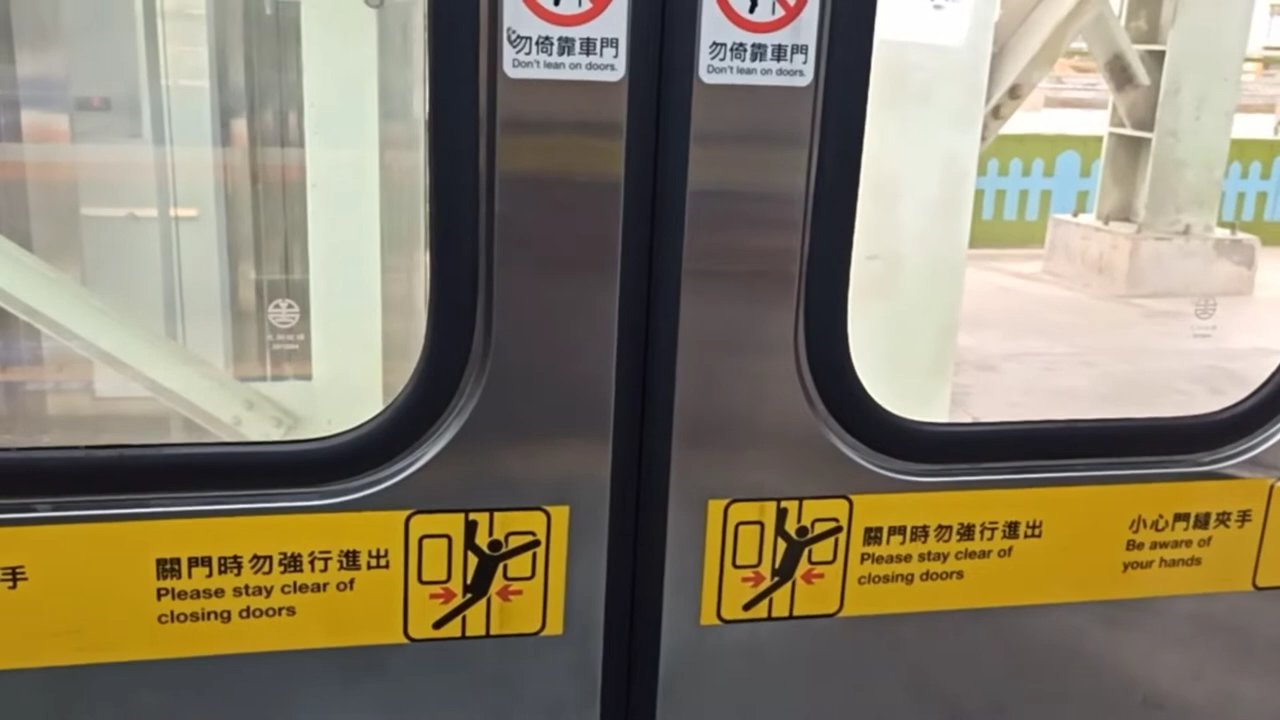 勿倚靠車門
Don't lean on doors.
勿倚靠車門
Don't lean on doors.
手
關門時勿強行進出
Please stay clear of
closing doors
關門時勿強行進出
Please stay clear of
closing doors
小心門縫夾手
Be aware of
your hands